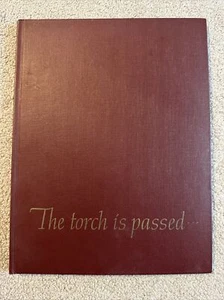 The torch is passed...